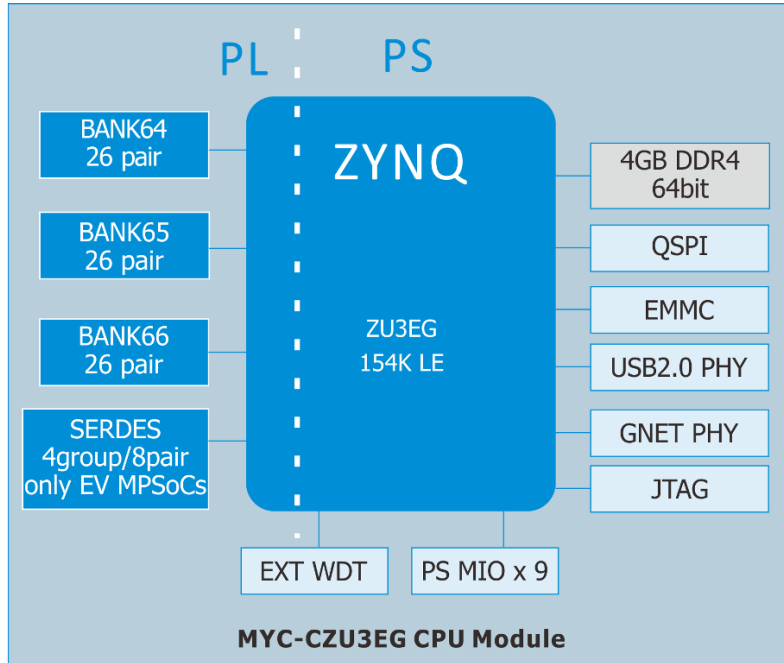 PL
PS
BANK64
26 pair
BANK65
26 pair
BANK66
26 pair
SERDES
4group/8pair
only EV MPSoCs
ZYNQ
ZU3EG
154K LE
4GB DDR4
64bit
QSPI
EMMC
USB2.0 PHY
GNET PHY
JTAG
EXT WDT
PS MIO x 9
MYC-CZU3EG CPU Module